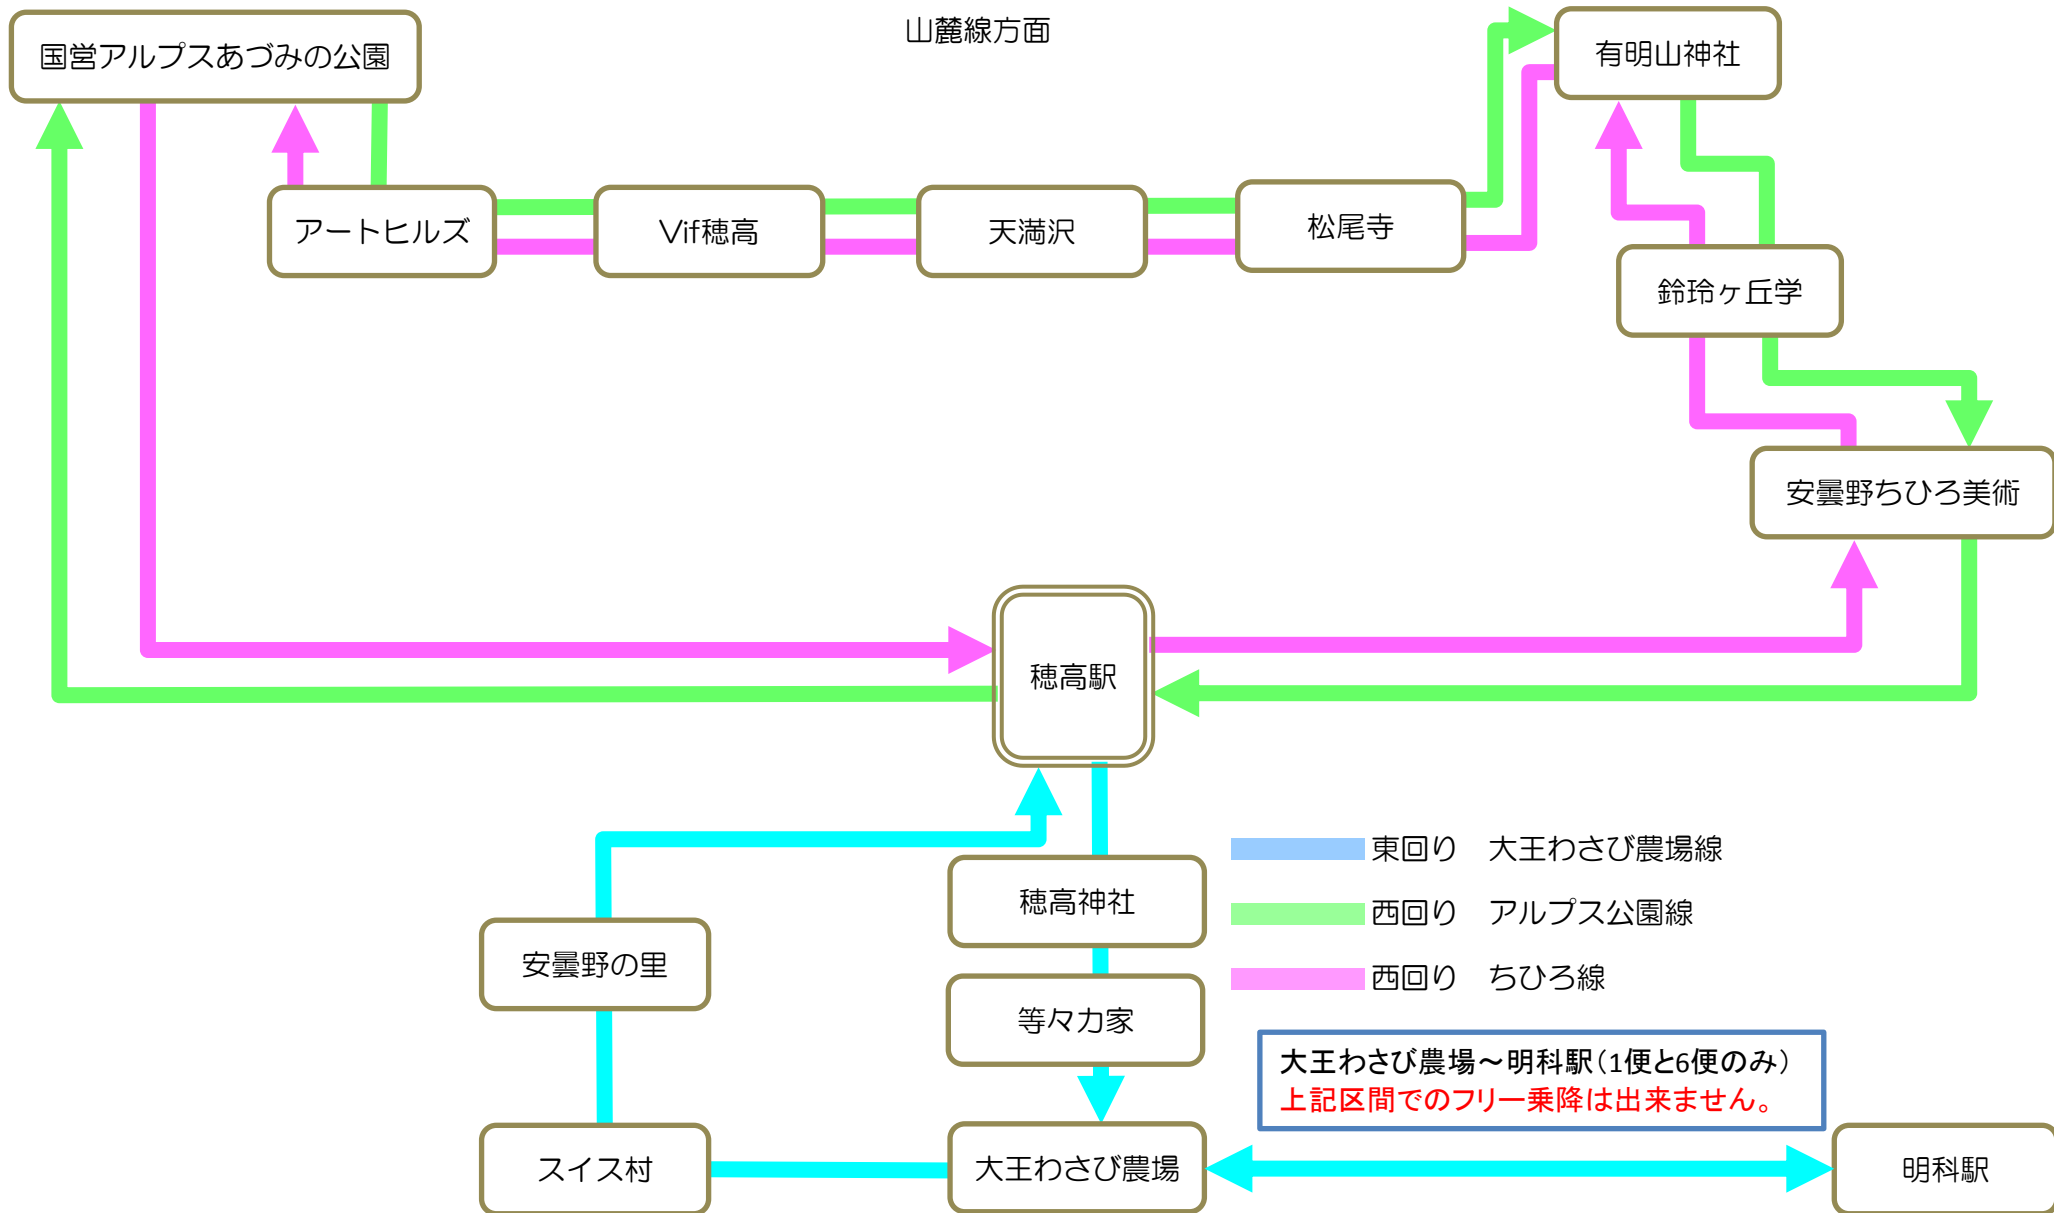 山麓線方面
国営アルプスあづみの公園
有明山神社
アートヒルズ
Vif穂高
天満沢
松尾寺
鈴玲ヶ丘学
安曇野ちひろ美術
穂高駅
東回り　大王わさび農場線
穂高神社
西回り　アルプス公園線
安曇野の里
西回り　ちひろ線
等々力家
大王わさび農場～明科駅（1便と6便のみ）
上記区間でのフリー乗降は出来ません。
スイス村
大王わさび農場
明科駅